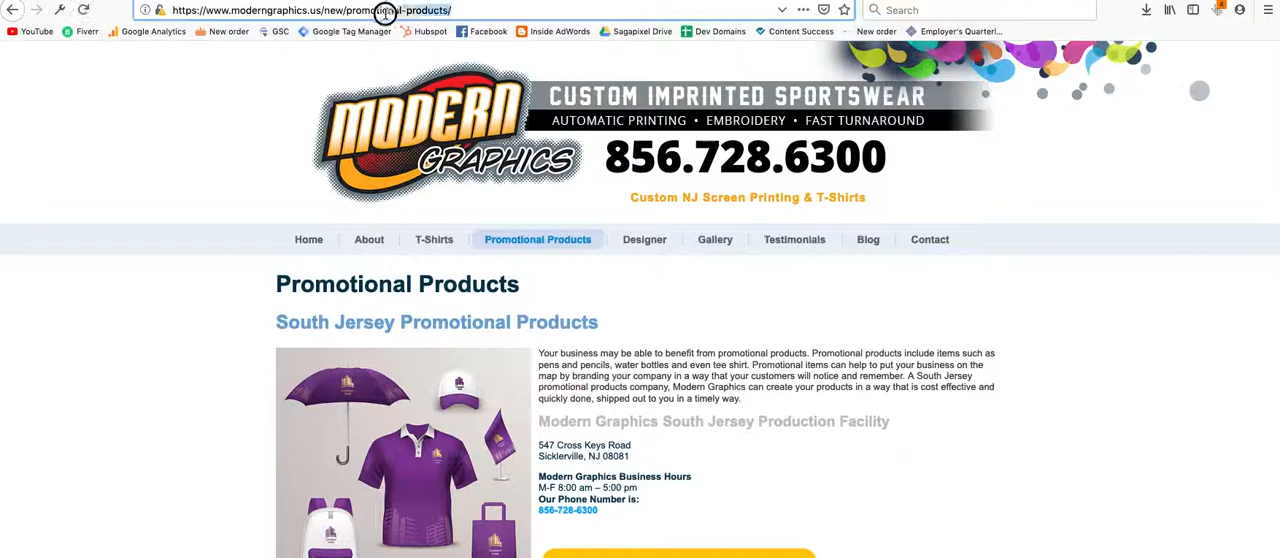 https://www.moderngraphics.us/new/promotional-products/
Search
4
YouTube Fiverr Google Analytics New order GSC Google Tag Manager Hubspot Facebook Inside AdWords Sagapixel Drive Dev Domains Content Success New order Employer's Quarterl...
MODERN
GRAPHICS
CUSTOM IMPRINTED SPORTSWEAR
AUTOMATIC PRINTING • EMBROIDERY • FAST TURNAROUND
856.728.6300
Custom NJ Screen Printing & T-Shirts
Home About T-Shirts Promotional Products Designer Gallery Testimonials Blog Contact
Promotional Products
South Jersey Promotional Products
Your business may be able to benefit from promotional products. Promotional products include items such as
pens and pencils, water bottles and even tee shirt. Promotional items can help to put your business on the
map by branding your company in a way that your customers will notice and remember. A South Jersey
promotional products company, Modern Graphics can create your products in a way that is cost effective and
quickly done, shipped out to you in a timely way.
Modern Graphics South Jersey Production Facility
547 Cross Keys Road
Sicklerville, NJ 08081
Modern Graphics Business Hours
M-F 8:00 am – 5:00 pm
Our Phone Number is:
856-728-6300